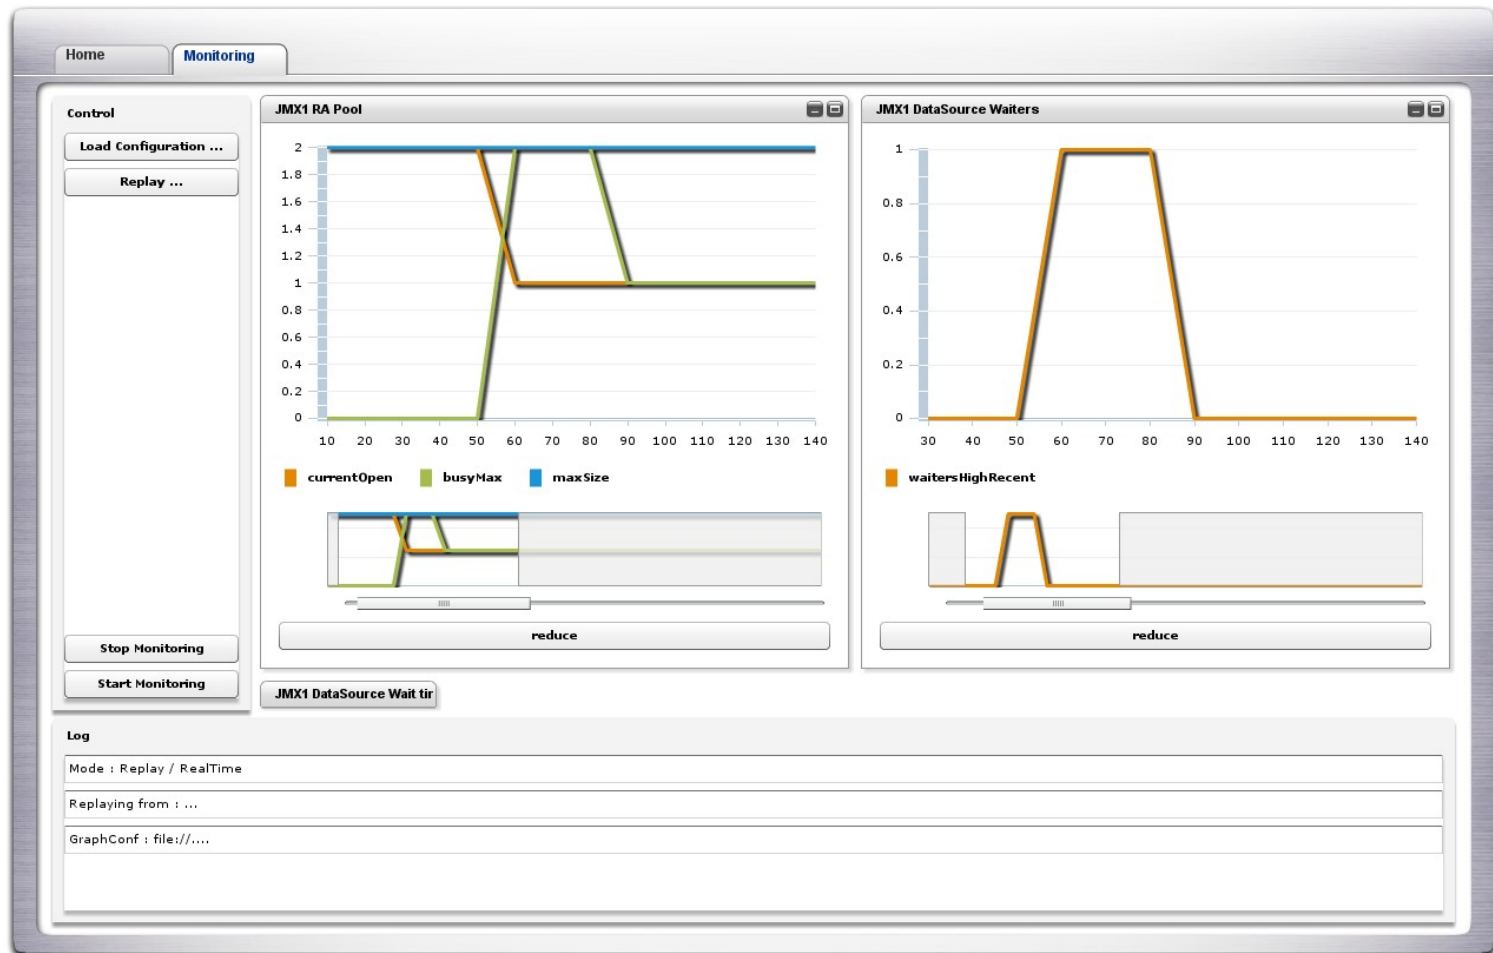 Home
Monitoring
Control
Load Configuration ...
Replay ...
Stop Monitoring
Start Monitoring
JMX1 RA Pool
2
1.8
1.6
1.4
1.2
1
0.8
0.6
0.4
0.2
0
10 20 30 40 50 60 70 80 90 100 110 120 130 140
currentOpen busyMax maxSize
reduce
JMX1 DataSource Waiters
1
0.8
0.6
0.4
0.2
0
30 40 50 60 70 80 90 100 110 120 130 140
waitersHighRecent
reduce
JMX1 DataSource Wait tir
Log
Mode : Replay / RealTime
Replaying from : ...
GraphConf : file://....